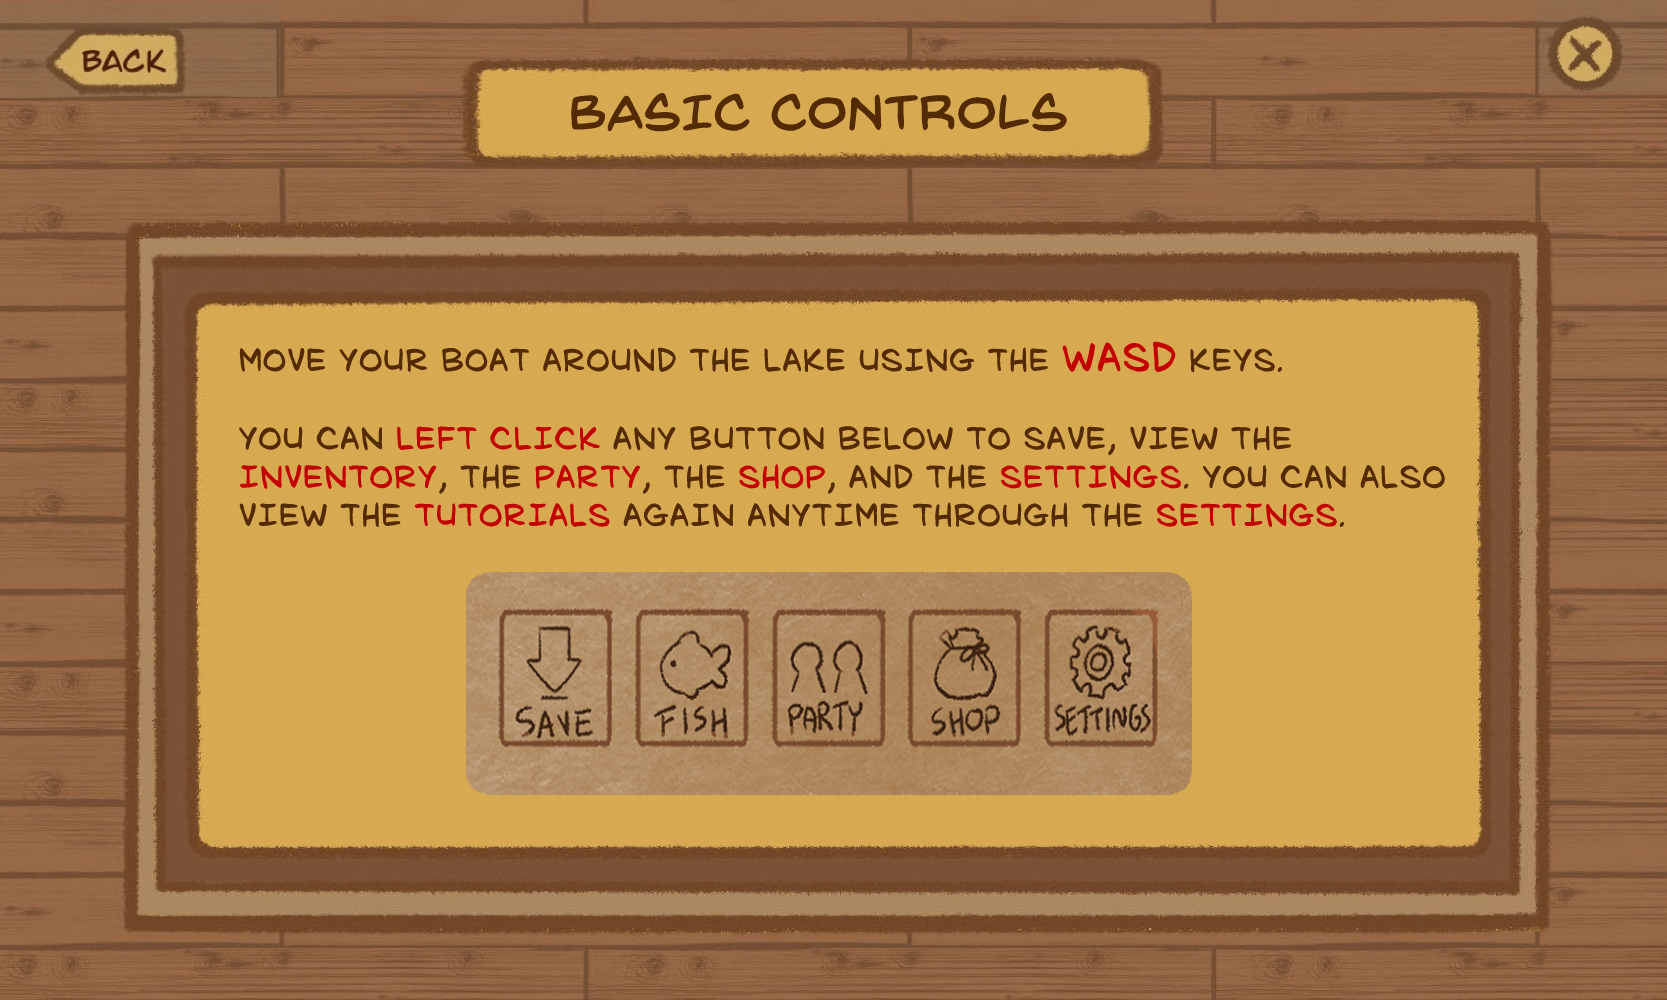 BACK
BASIC CONTROLS
MOVE YOUR BOAT AROUND THE LAKE USING THE WASD KEYS.
YOU CAN LEFT CLICK ANY BUTTON BELOW TO SAVE, VIEW THE
INVENTORY, THE PARTY, THE SHOP, AND THE SETTINGS. YOU CAN ALSO
VIEW THE TUTORIALS AGAIN ANYTIME THROUGH THE SETTINGS.
SAVE
FISH
PARTY
SHOP
SETTINGS